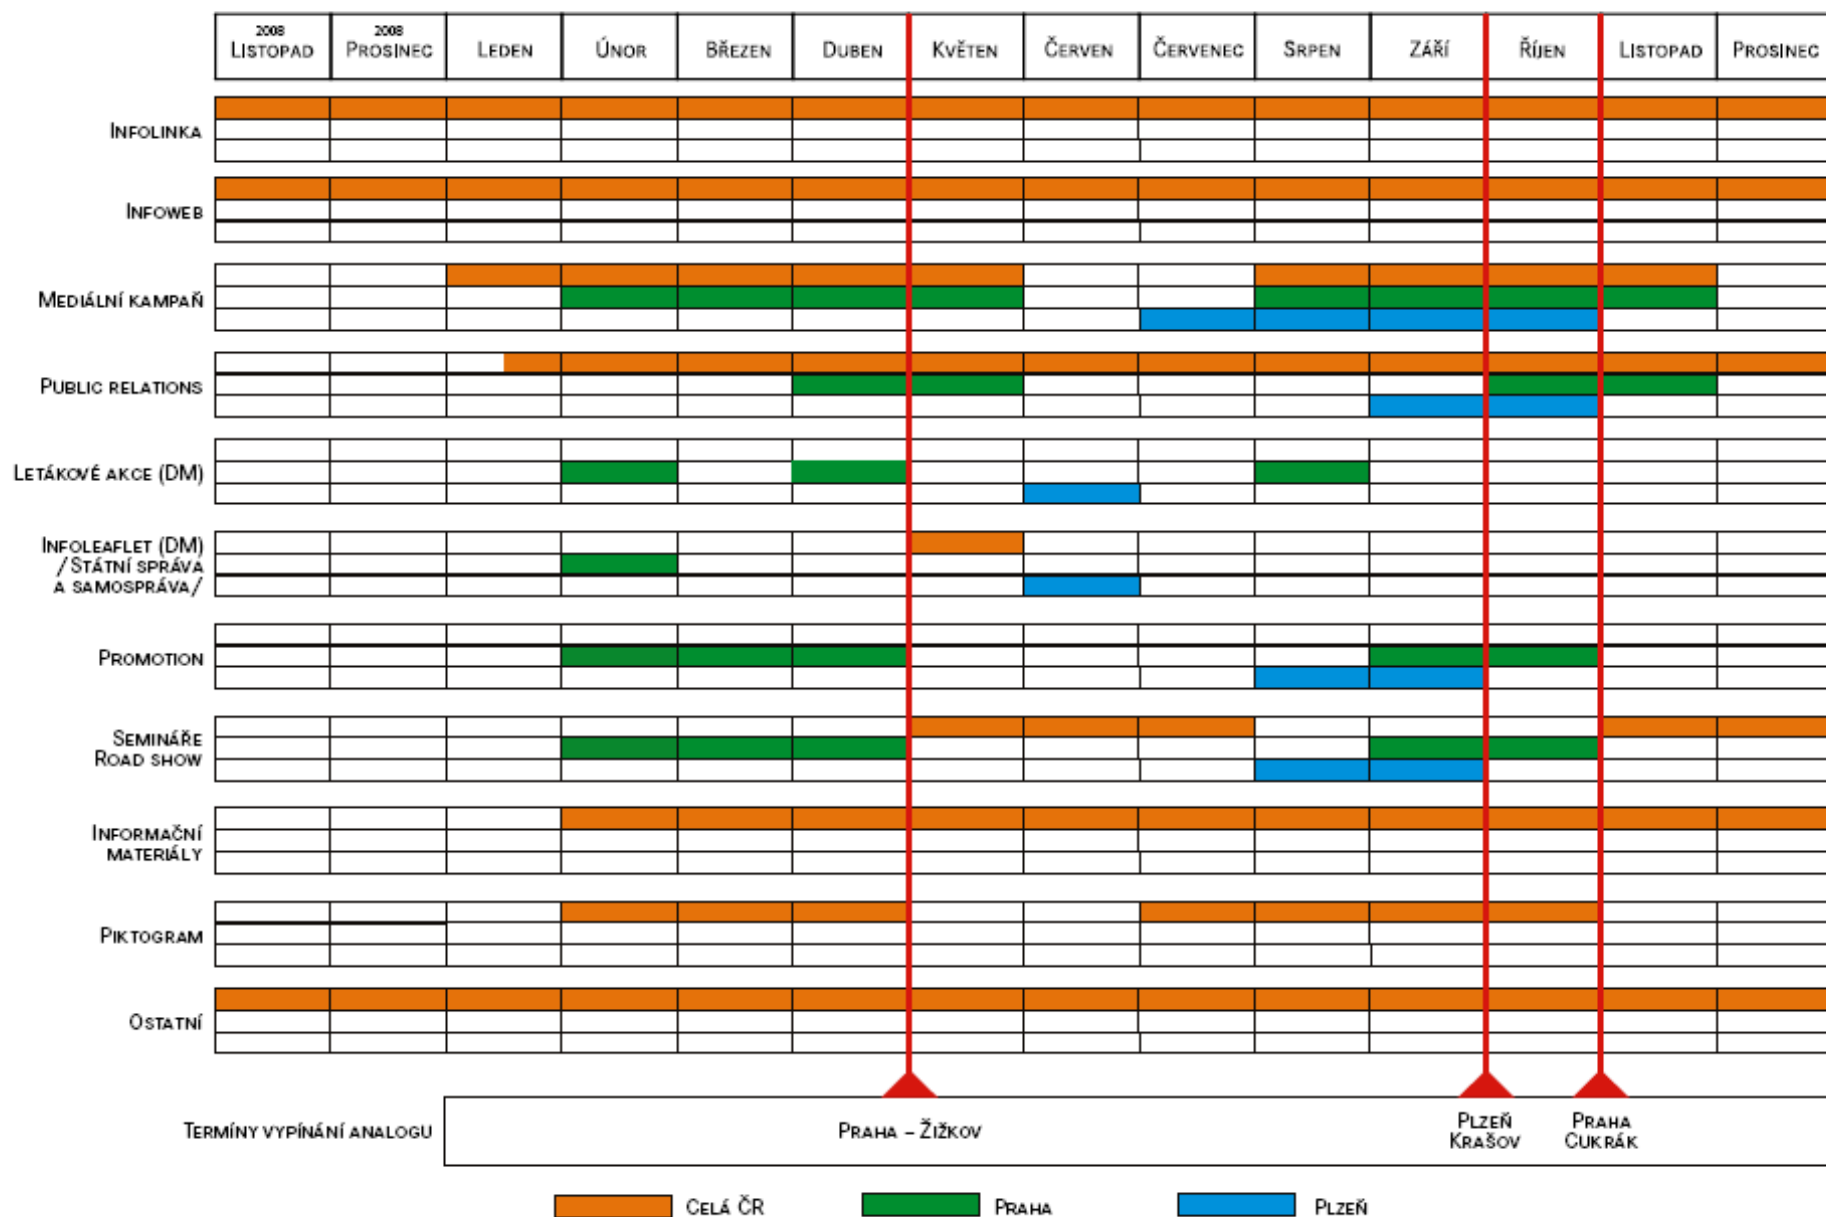 2008 2008
LISTOPAD PROSINEC LEDEN ÚNOR BŘEZEN DUBEN KVĚTEN ČERVEN ČERVENEC SRPEN ZÁŘÍ ŘÍJEN LISTOPAD PROSINEC
INFOLINKA
INFOWEB
MEDIÁLNÍ KAMPAŇ
PUBLIC RELATIONS
LETÁKOVÉ AKCE (DM)
INFOLEAFLET (DM)
/STÁTNÍ SPRÁVA
A SAMOSPRÁVA/
PROMOTION
SEMINÁŘE
ROAD SHOW
INFORMAČNÍ
MATERIÁLY
PIKTOGRAM
OSTATNÍ
TERMÍNY VYPÍNÁNÍ ANALOGU
PRAHA – ŽIŽKOV
PLZEŇ
KRAŠOV
PRAHA
CUKRÁK
CELÁ ČR
PRAHA
PLZEŇ